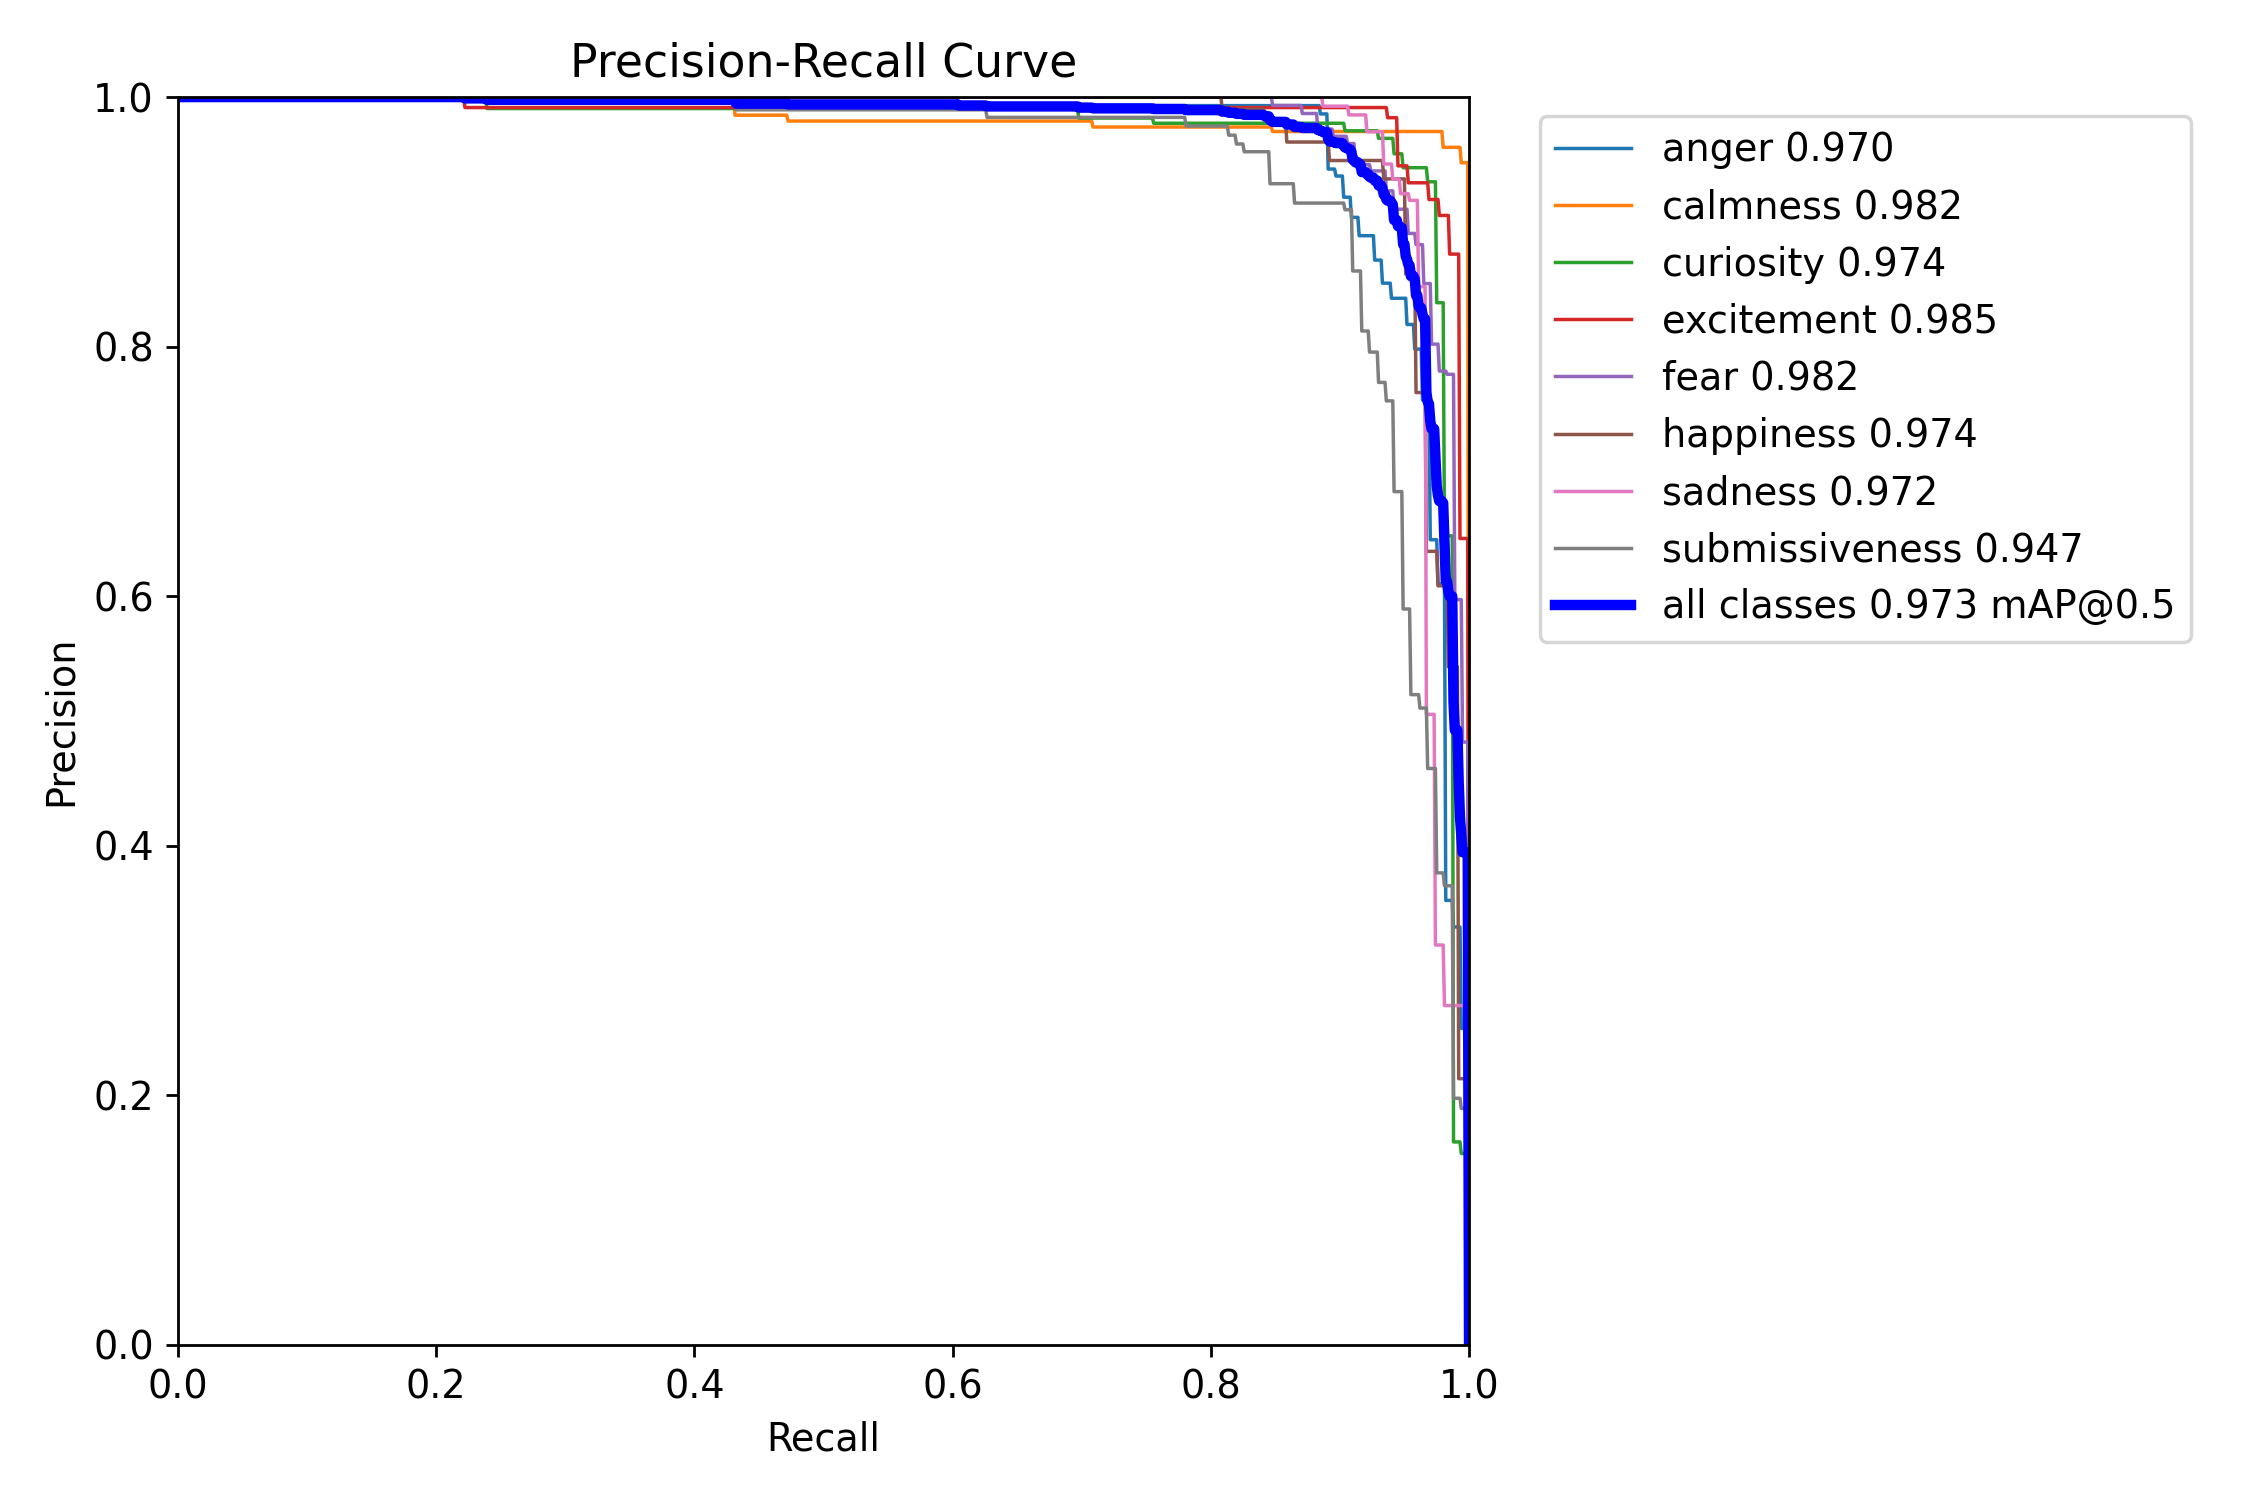 Precision-Recall Curve
1.0
0.8
0.6
0.4
0.2
0.0
Precision
0.0 0.2 0.4 0.6 0.8 1.0
Recall
anger 0.970
calmness 0.982
curiosity 0.974
excitement 0.985
fear 0.982
happiness 0.974
sadness 0.972
submissiveness 0.947
all classes 0.973 mAP@0.5